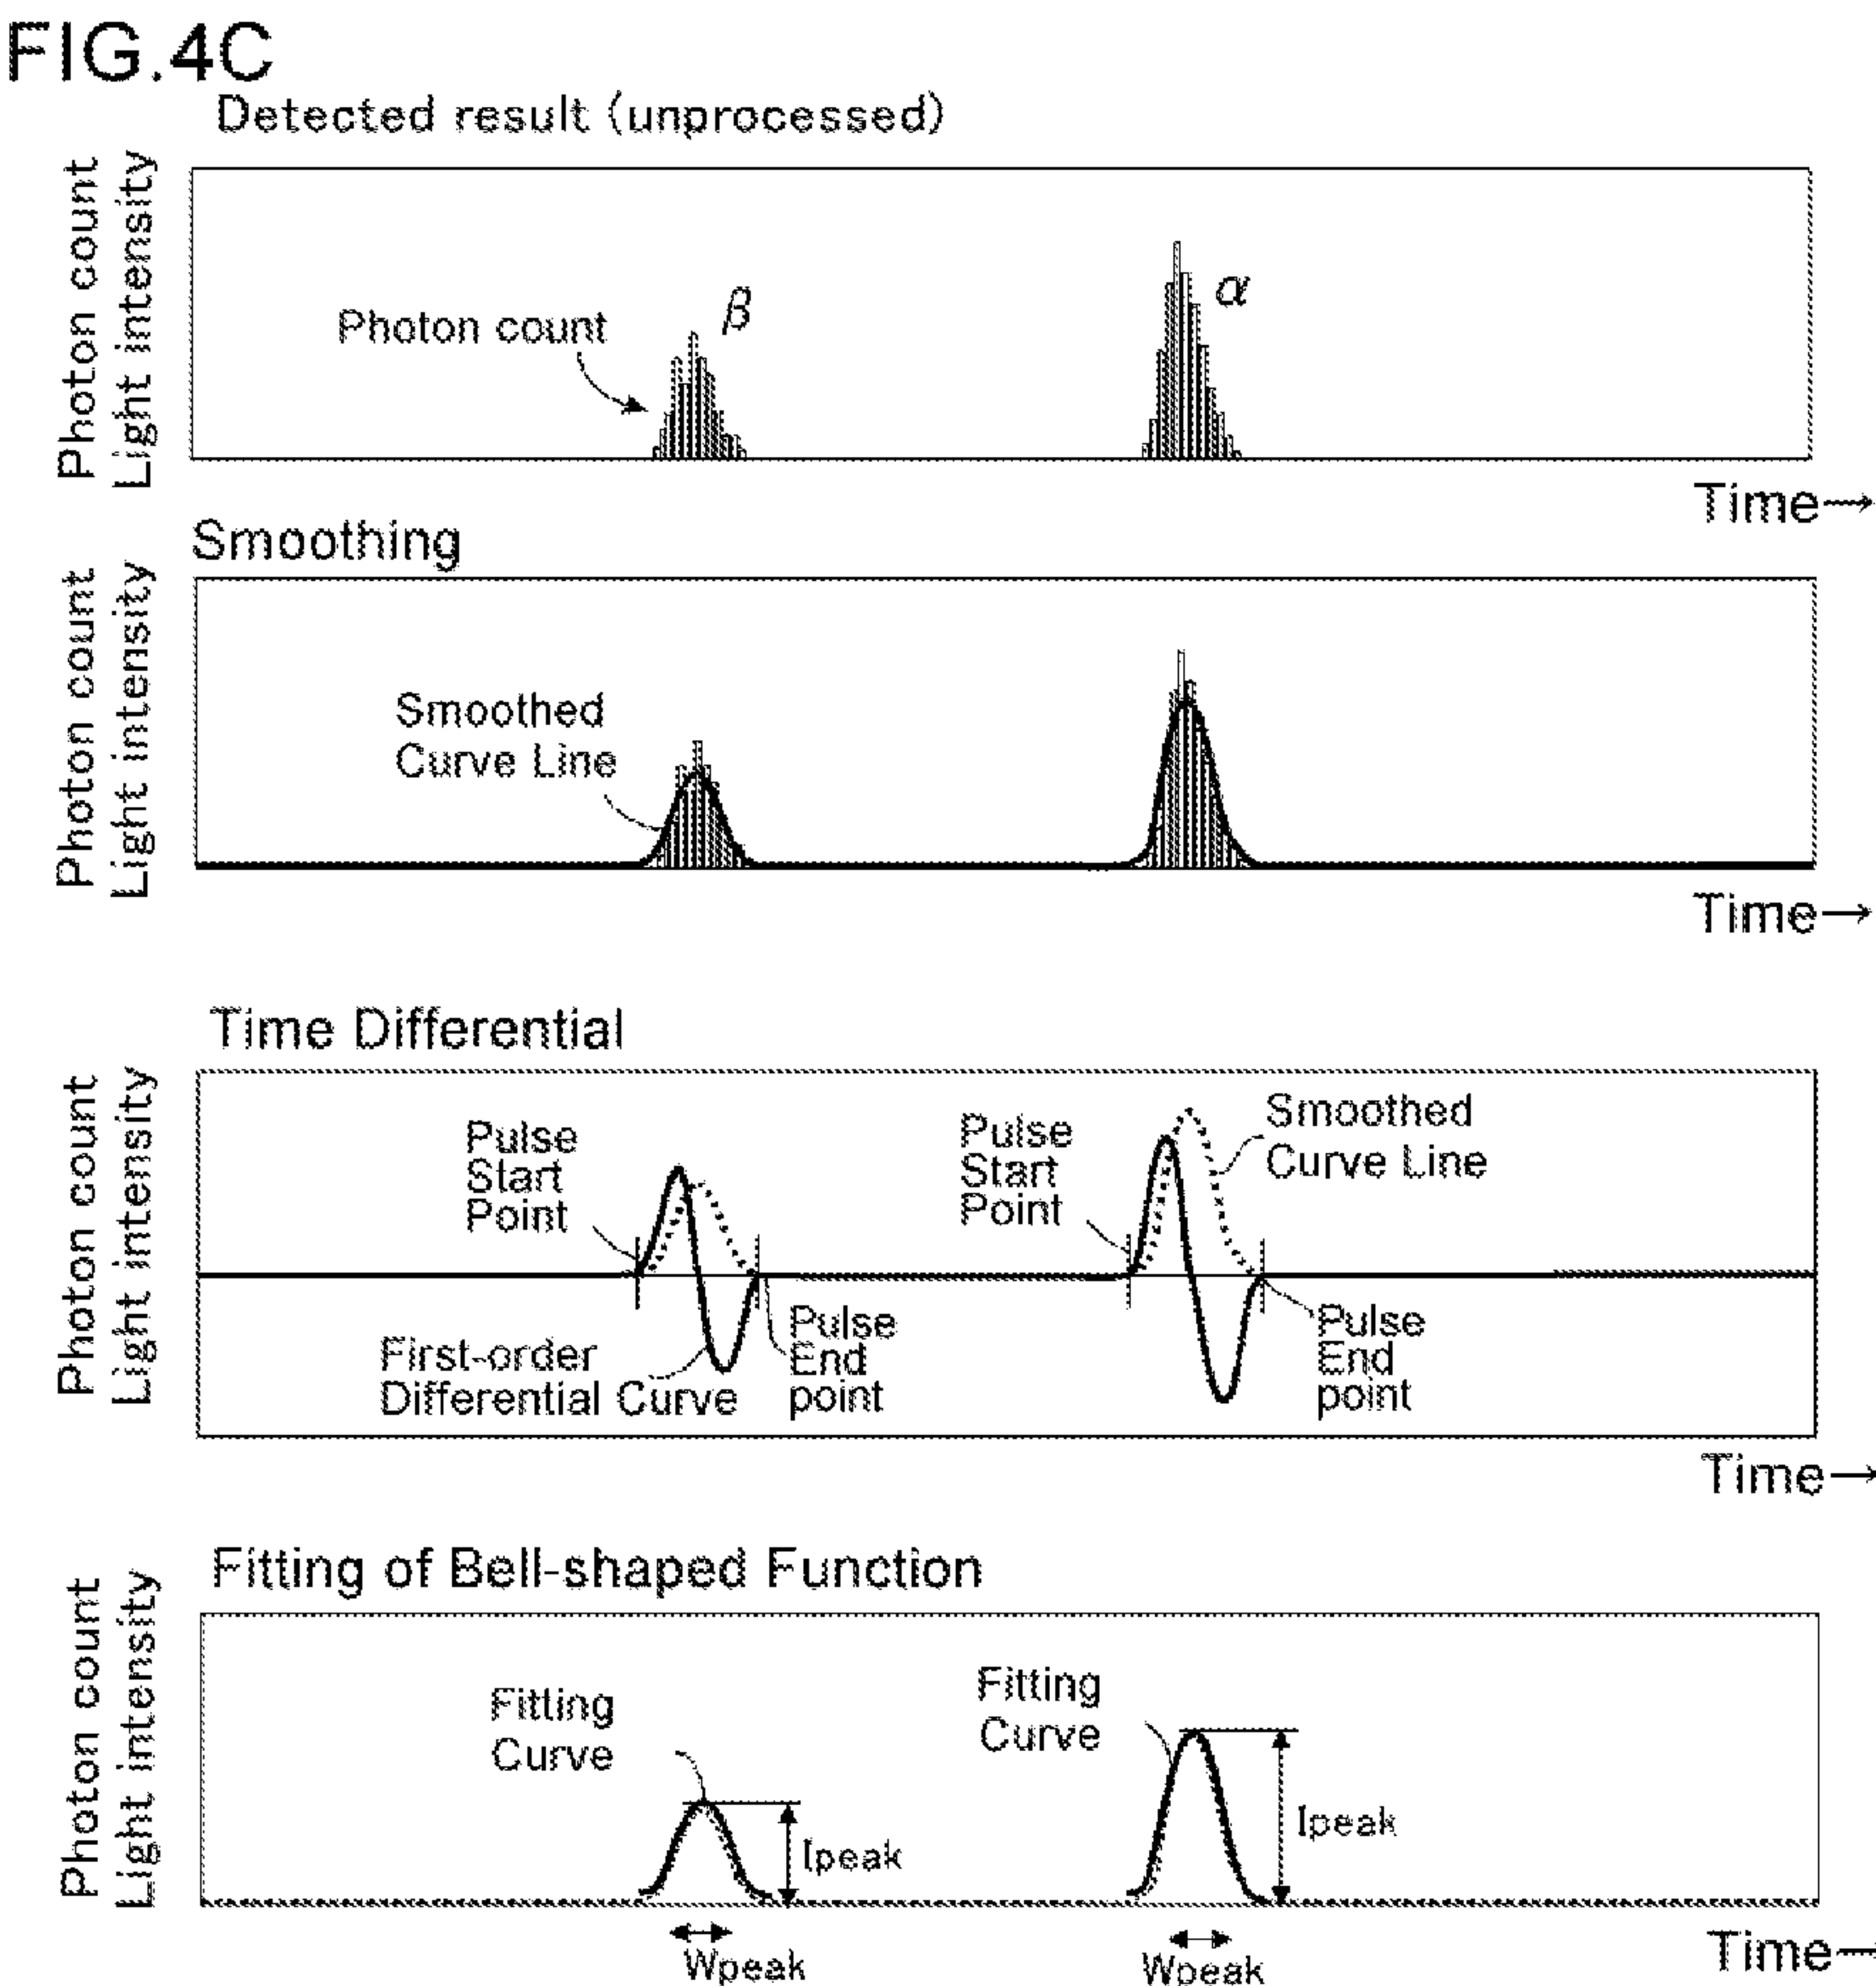 FIG.4C
Detected result (unprocessed)
Photon count
Light intensity
Photon count
β
α
Time→
Smoothing
Photon count
Light intensity
Smoothed
Curve Line
Time→
Time Differential
Photon count
Light intensity
Pulse
Start
Point
Pulse
Start
Point
Smoothed
Curve Line
First-order
Differential Curve
Pulse
End
point
Pulse
End
point
Time→
Fitting of Bell-shaped Function
Photon count
Light intensity
Fitting
Curve
Fitting
Curve
Ipeak
Ipeak
Wpeak
Wpeak
Time→